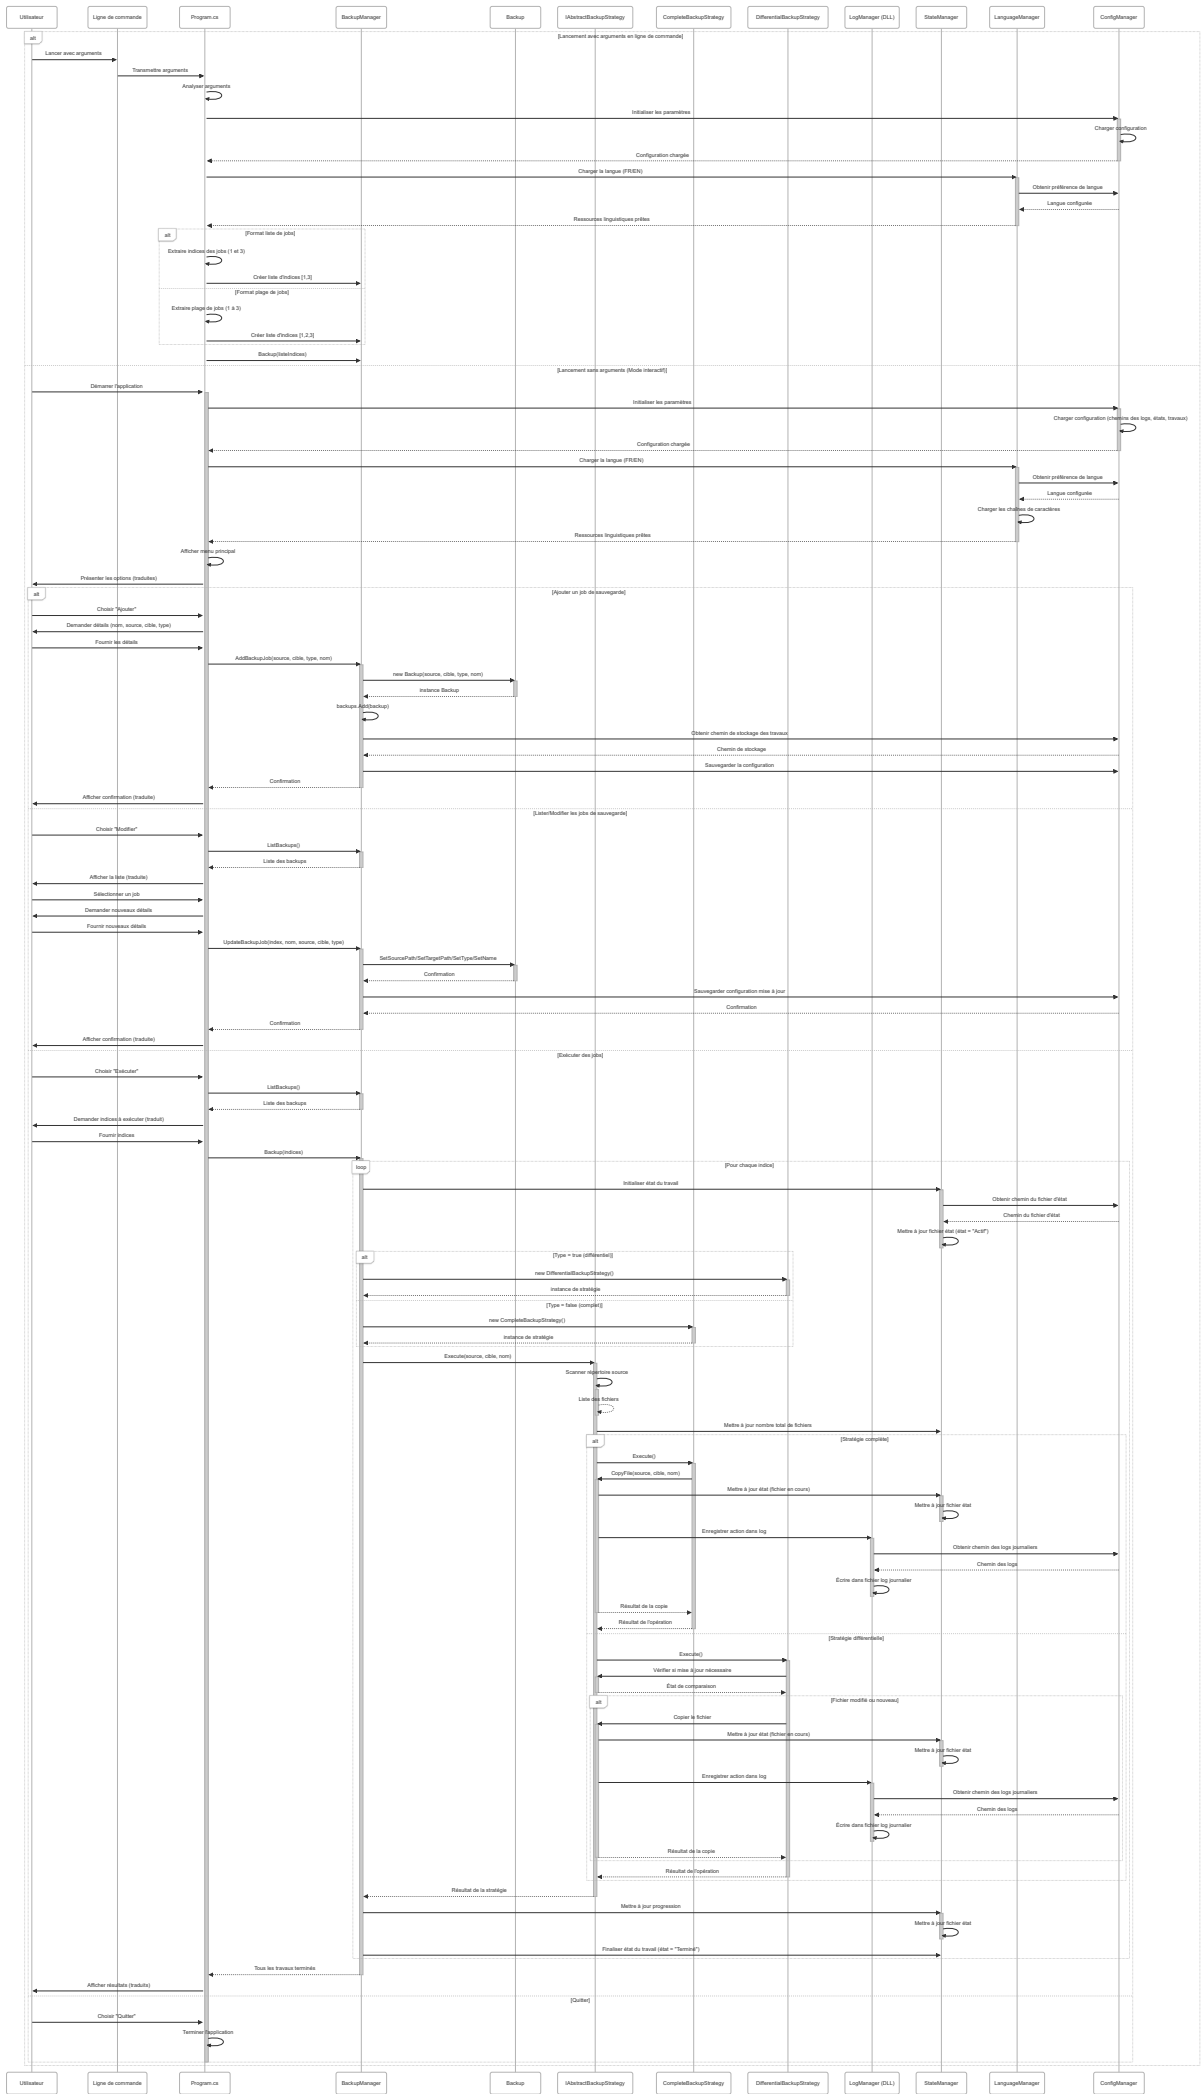 Utilisateur
Ligne de commande
Program.cs
BackupManager
Backup
IAbstractBackupStrategy
CompleteBackupStrategy
DifferentialBackupStrategy
LogManager (DLL)
StateManager
LanguageManager
ConfigManager
alt
[Lancement avec arguments en ligne de commande]
Lancer avec arguments
Transmettre arguments
Analyser arguments
Initialiser les paramètres
Charger configuration
Configuration chargée
Charger la langue (FR/EN)
Obtenir préférence de langue
Langue configurée
Ressources linguistiques prêtes
alt
[Format liste de jobs]
Extraire indices des jobs (1 et 3)
Créer liste d'indices [1,3]
[Format plage de jobs]
Extraire plage de jobs (1 à 3)
Créer liste d'indices [1,2,3]
Backup(listeIndices)
[Lancement sans arguments (Mode interactif)]
Démarrer l'application
Initialiser les paramètres
Charger configuration (chemins des logs, états, travaux)
Configuration chargée
Charger la langue (FR/EN)
Obtenir préférence de langue
Langue configurée
Charger les chaînes de caractères
Ressources linguistiques prêtes
Afficher menu principal
Présenter les options (traduites)
alt
[Ajouter un job de sauvegarde]
Choisir "Ajouter"
Demander détails (nom, source, cible, type)
Fournir les détails
AddBackupJob(source, cible, type, nom)
new Backup(source, cible, type, nom)
instance Backup
backups.Add(backup)
Obtenir chemin de stockage des travaux
Chemin de stockage
Sauvegarder la configuration
Confirmation
Afficher confirmation (traduite)
[Lister/Modifier les jobs de sauvegarde]
Choisir "Modifier"
ListBackups()
Liste des backups
Afficher la liste (traduite)
Sélectionner un job
Demander nouveaux détails
Fournir nouveaux détails
UpdateBackupJob(index, nom, source, cible, type)
SetSourcePath/SetTargetPath/SetType/SetName
Confirmation
Sauvegarder configuration mise à jour
Confirmation
Confirmation
Afficher confirmation (traduite)
[Exécuter des jobs]
Choisir "Exécuter"
ListBackups()
Liste des backups
Demander indices à exécuter (traduit)
Fournir indices
Backup(indices)
loop
[Pour chaque indice]
Initialiser état du travail
Obtenir chemin du fichier d'état
Chemin du fichier d'état
Mettre à jour fichier état (état = "Actif")
alt
[Type = true (différentiel)]
new DifferentialBackupStrategy()
instance de stratégie
[Type = false (complet)]
new CompleteBackupStrategy()
instance de stratégie
Execute(source, cible, nom)
Scanner répertoire source
Liste des fichiers
Mettre à jour nombre total de fichiers
alt
[Stratégie complète]
Execute()
CopyFile(source, cible, nom)
Mettre à jour état (fichier en cours)
Mettre à jour fichier état
Enregistrer action dans log
Obtenir chemin des logs journaliers
Chemin des logs
Écrire dans fichier log journalier
Résultat de la copie
Résultat de l'opération
[Stratégie différentielle]
Execute()
Vérifier si mise à jour nécessaire
État de comparaison
alt
[Fichier modifié ou nouveau]
Copier le fichier
Mettre à jour état (fichier en cours)
Mettre à jour fichier état
Enregistrer action dans log
Obtenir chemin des logs journaliers
Chemin des logs
Écrire dans fichier log journalier
Résultat de la copie
Résultat de l'opération
Résultat de la stratégie
Mettre à jour progression
Mettre à jour fichier état
Finaliser état du travail (état = "Terminé")
Tous les travaux terminés
Afficher résultats (traduits)
[Quitter]
Choisir "Quitter"
Terminer l'application
Utilisateur
Ligne de commande
Program.cs
BackupManager
Backup
IAbstractBackupStrategy
CompleteBackupStrategy
DifferentialBackupStrategy
LogManager (DLL)
StateManager
LanguageManager
ConfigManager